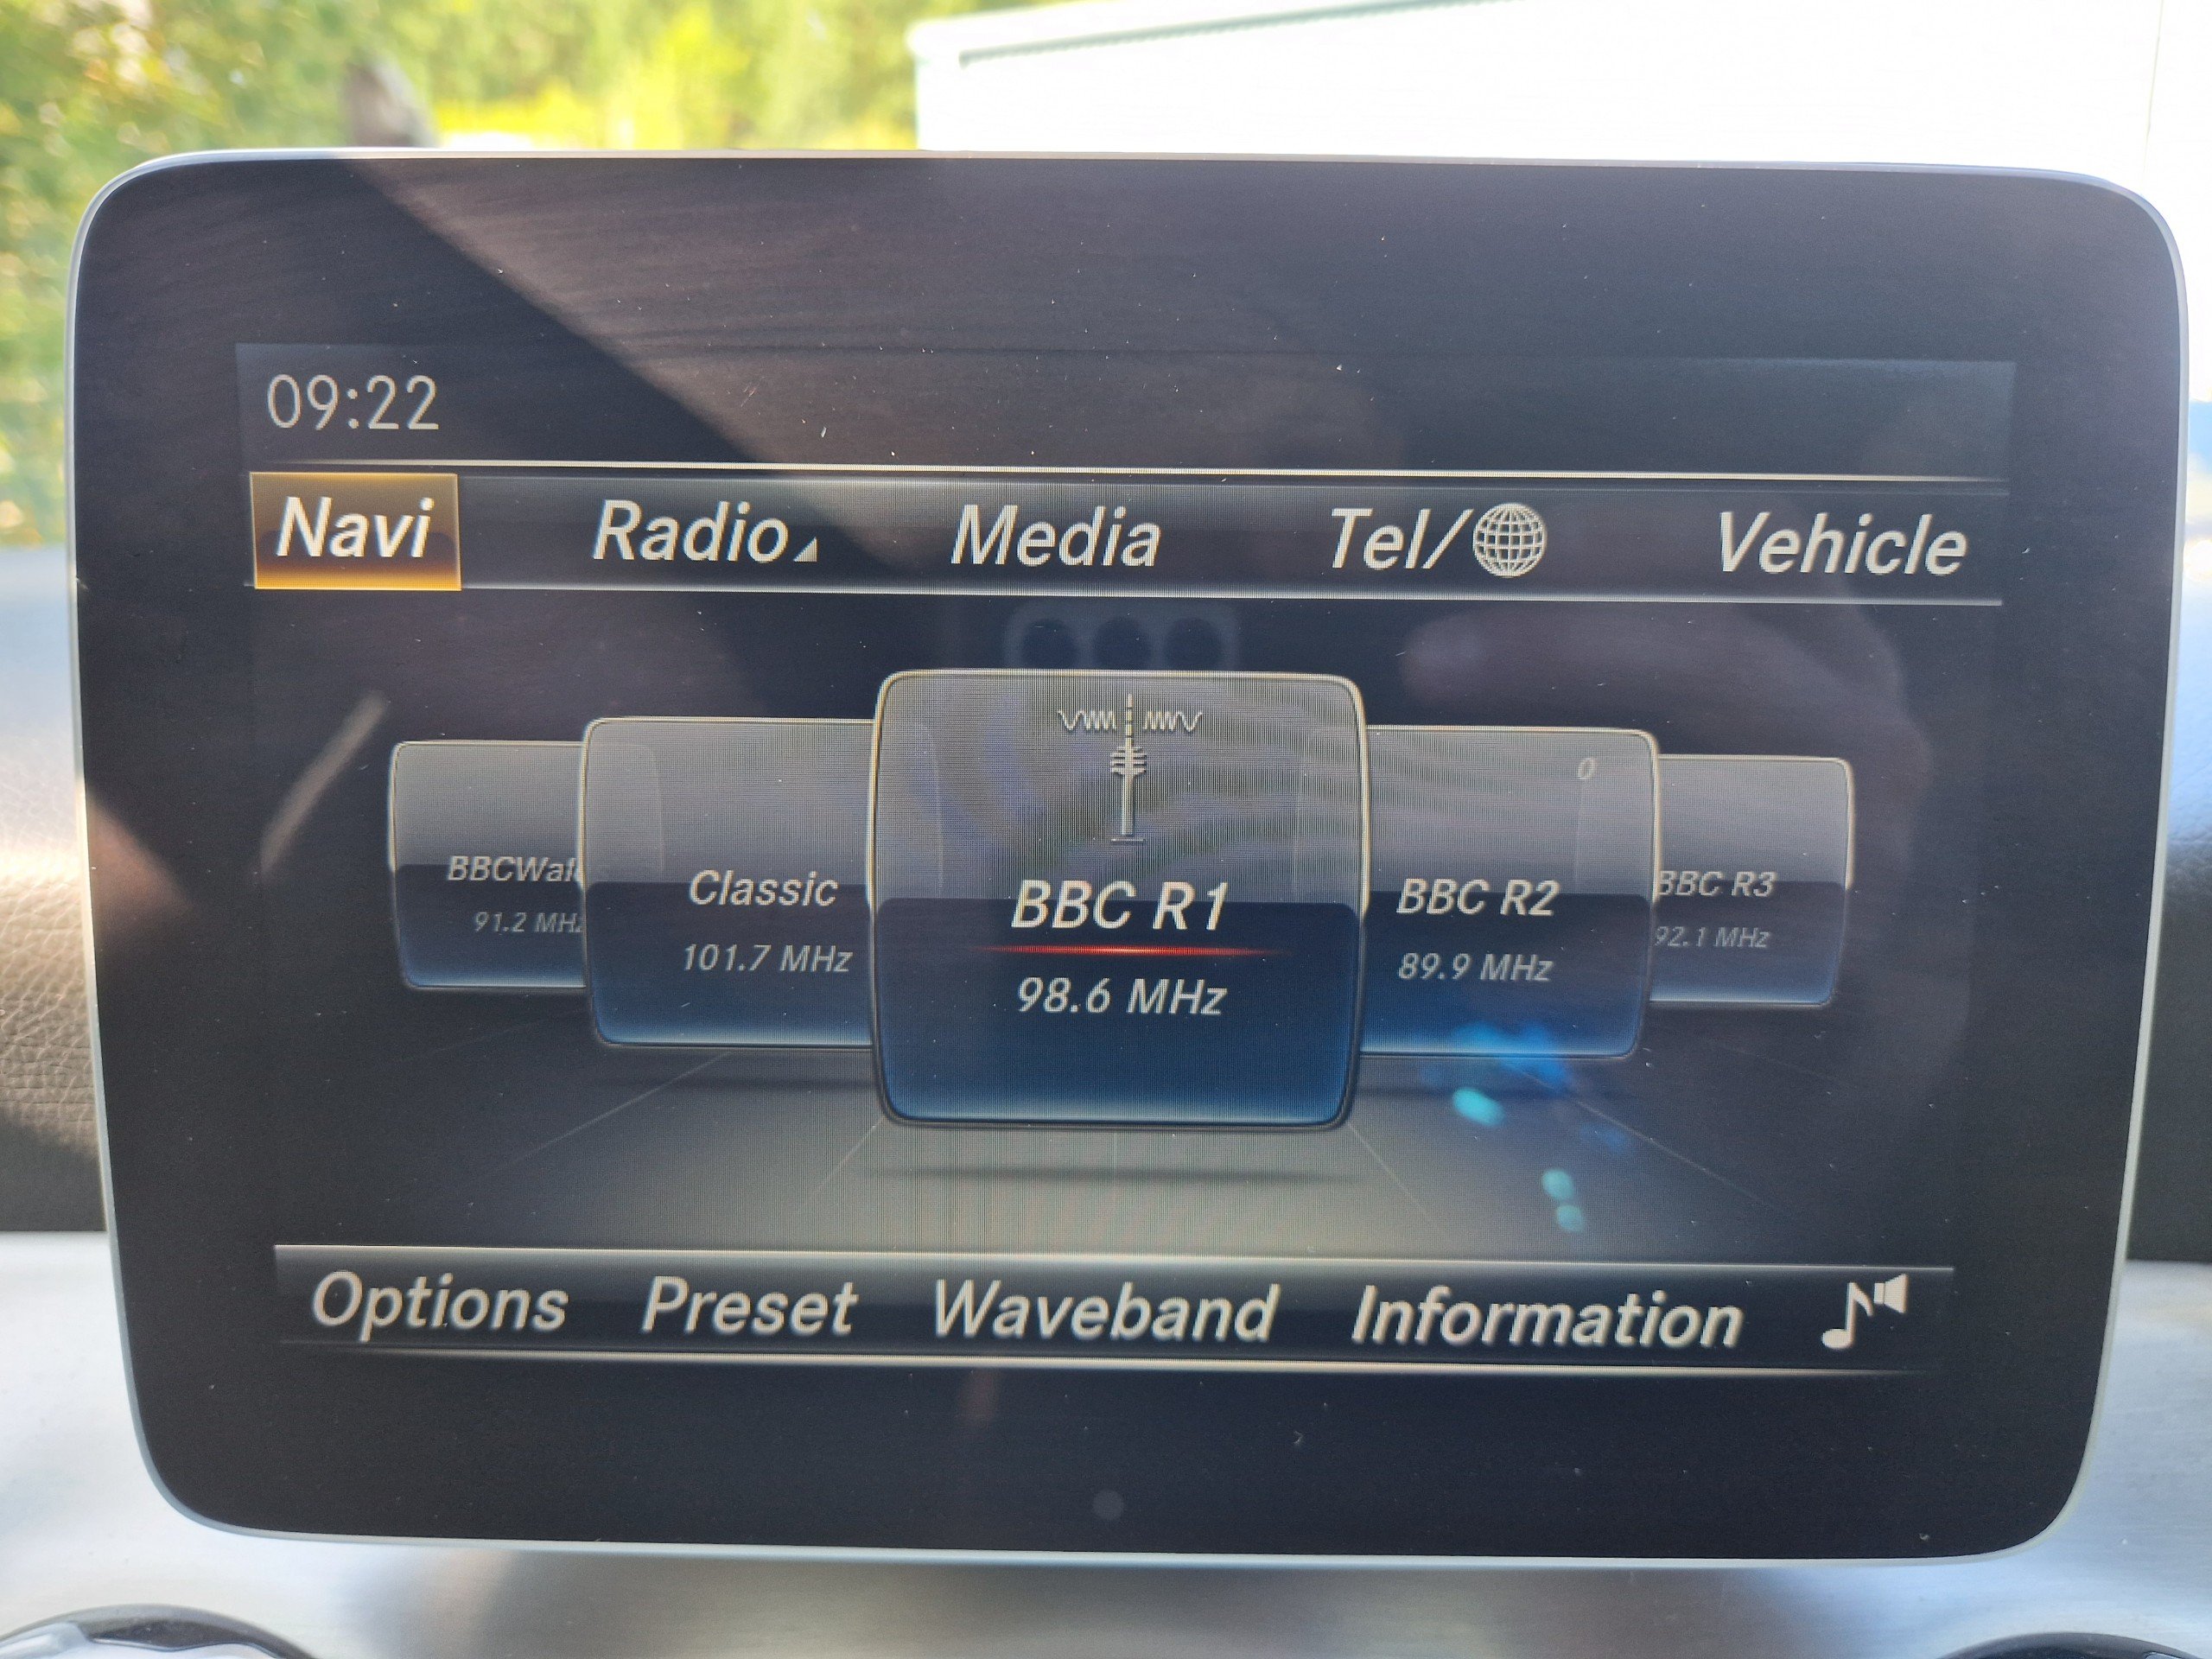 09:22
Navi Radio Media Tel/ Vehicle
Classic BBC R1 BBC R2 BBC R3
91.2 MHz 101.7 MHz 98.6 MHz 89.9 MHz 92.1 MHz
Options Preset Waveband Information